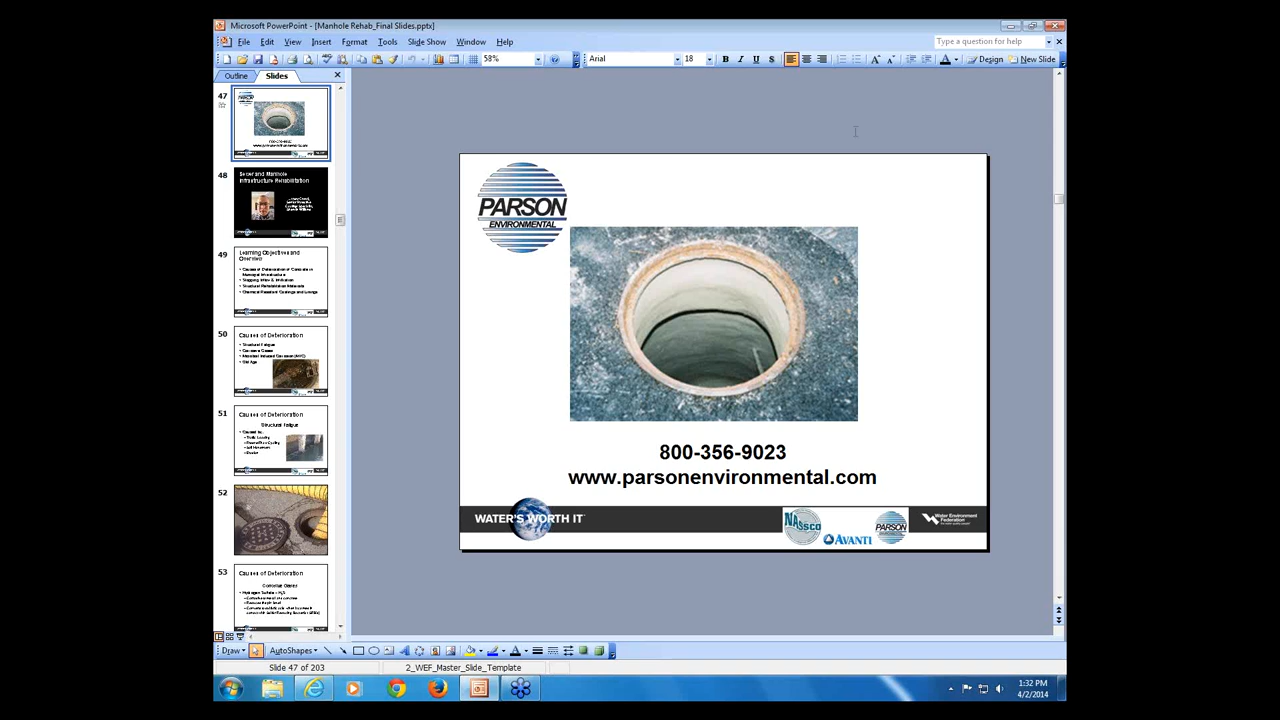 Microsoft PowerPoint - [Manhole Rehab_Final Slides.pptx]
File Edit View Insert Format Tools Slide Show Window Help
Type a question for help
58%
Arial
18
B I U S
A
Design
New Slide
Outline
Slides
47
48
Sewer and Manhole
Infrastructure Rehabilitation
49
Learning Objectives and
Overview
50
Causes of Deterioration
51
Causes of Deterioration
Structural Fatigue
52
53
Causes of Deterioration
Corrosive Gases
PARSON
ENVIRONMENTAL
800-356-9023
www.parsonenvironmental.com
WATER'S WORTH IT
NASSCO
AVANTI
PARSON
Water Environment
Federation
Draw
AutoShapes
Slide 47 of 203
2_WEF_Master_Slide_Template
1:32 PM
4/2/2014